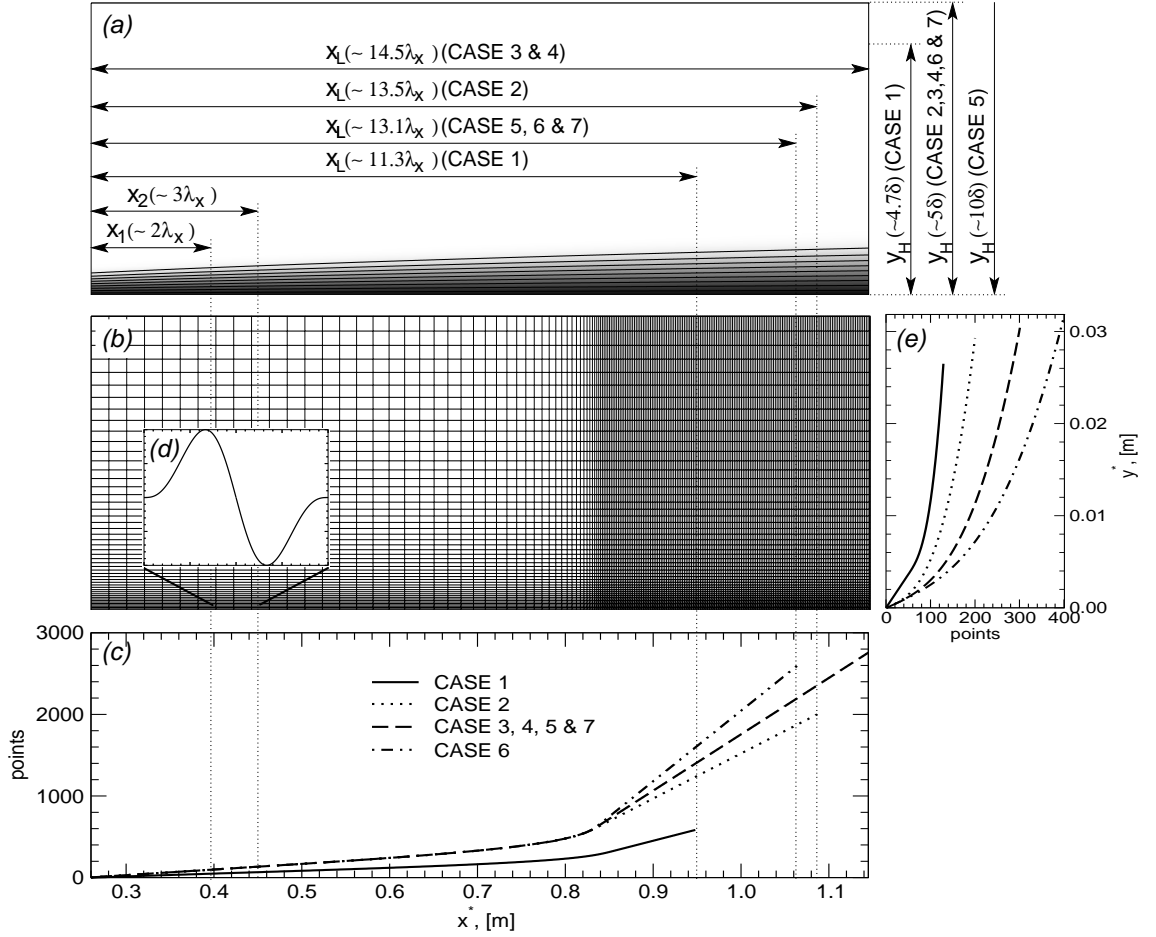 (a)
x_L(~ 14.5λ_x)(CASE 3 & 4)
x_L(~ 13.5λ_x)(CASE 2)
x_L(~ 13.1λ_x)(CASE 5, 6 & 7)
x_L(~ 11.3λ_x)(CASE 1)
x_2(~ 3λ_x)
x_1(~ 2λ_x)
y_H (~4.7δ) (CASE 1)
y_H (~5δ) (CASE 2,3,4,6 & 7)
y_H (~10δ) (CASE 5)
(b)
(d)
(e)
0.03
0.02
0.01
0.00
y*, [m]
0 100 200 300 400
points
(c)
3000
2000
1000
0
points
CASE 1
CASE 2
CASE 3, 4, 5 & 7
CASE 6
0.3 0.4 0.5 0.6 0.7 0.8 0.9 1.0 1.1
x*, [m]